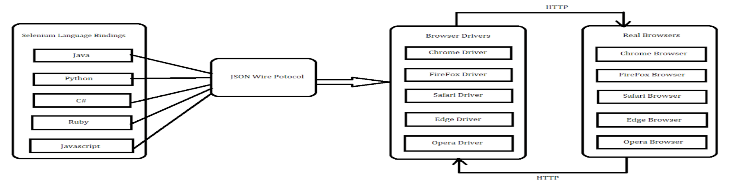 HTTP
Selenium Language Bindings
Java
Python
C#
Ruby
Javascript
JSON Wire Potocol
Browser Drivers
Chrome Driver
FireFox Driver
Safari Driver
Edge Driver
Opera Driver
Real Browsers
Chrome Browser
FireFox Browser
Safari Browser
Edge Browser
Opera Browser
HTTP